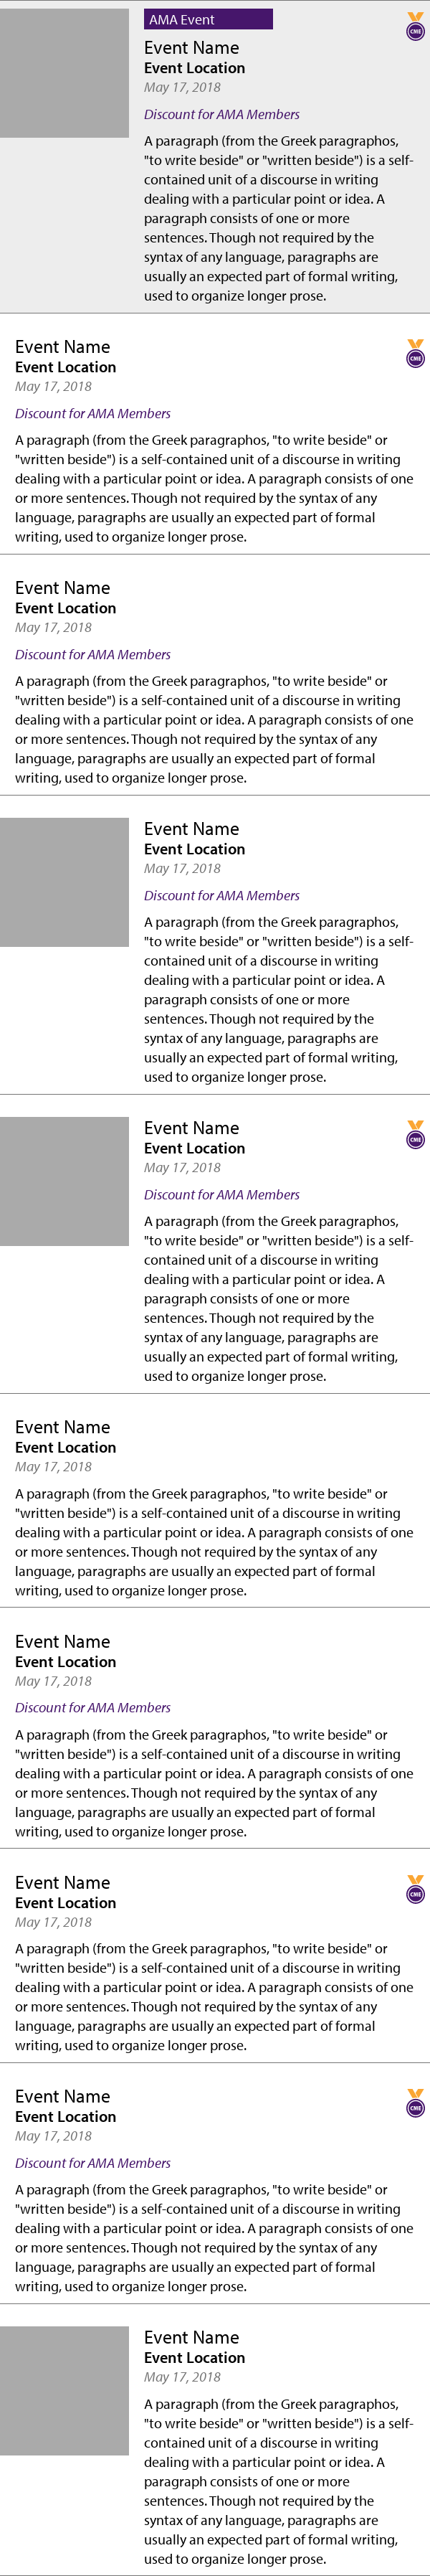 AMA Event
CME
Event Name
Event Location
May 17, 2018
Discount for AMA Members
A paragraph (from the Greek paragraphos,
"to write beside" or "written beside") is a self-
contained unit of a discourse in writing
dealing with a particular point or idea. A
paragraph consists of one or more
sentences. Though not required by the
syntax of any language, paragraphs are
usually an expected part of formal writing,
used to organize longer prose.
Event Name
CME
Event Location
May 17, 2018
Discount for AMA Members
A paragraph (from the Greek paragraphos, "to write beside" or
"written beside") is a self-contained unit of a discourse in writing
dealing with a particular point or idea. A paragraph consists of one
or more sentences. Though not required by the syntax of any
language, paragraphs are usually an expected part of formal
writing, used to organize longer prose.
Event Name
Event Location
May 17, 2018
Discount for AMA Members
A paragraph (from the Greek paragraphos, "to write beside" or
"written beside") is a self-contained unit of a discourse in writing
dealing with a particular point or idea. A paragraph consists of one
or more sentences. Though not required by the syntax of any
language, paragraphs are usually an expected part of formal
writing, used to organize longer prose.
Event Name
Event Location
May 17, 2018
Discount for AMA Members
A paragraph (from the Greek paragraphos,
"to write beside" or "written beside") is a self-
contained unit of a discourse in writing
dealing with a particular point or idea. A
paragraph consists of one or more
sentences. Though not required by the
syntax of any language, paragraphs are
usually an expected part of formal writing,
used to organize longer prose.
Event Name
CME
Event Location
May 17, 2018
Discount for AMA Members
A paragraph (from the Greek paragraphos,
"to write beside" or "written beside") is a self-
contained unit of a discourse in writing
dealing with a particular point or idea. A
paragraph consists of one or more
sentences. Though not required by the
syntax of any language, paragraphs are
usually an expected part of formal writing,
used to organize longer prose.
Event Name
Event Location
May 17, 2018
A paragraph (from the Greek paragraphos, "to write beside" or
"written beside") is a self-contained unit of a discourse in writing
dealing with a particular point or idea. A paragraph consists of one
or more sentences. Though not required by the syntax of any
language, paragraphs are usually an expected part of formal
writing, used to organize longer prose.
Event Name
Event Location
May 17, 2018
Discount for AMA Members
A paragraph (from the Greek paragraphos, "to write beside" or
"written beside") is a self-contained unit of a discourse in writing
dealing with a particular point or idea. A paragraph consists of one
or more sentences. Though not required by the syntax of any
language, paragraphs are usually an expected part of formal
writing, used to organize longer prose.
Event Name
CME
Event Location
May 17, 2018
A paragraph (from the Greek paragraphos, "to write beside" or
"written beside") is a self-contained unit of a discourse in writing
dealing with a particular point or idea. A paragraph consists of one
or more sentences. Though not required by the syntax of any
language, paragraphs are usually an expected part of formal
writing, used to organize longer prose.
Event Name
CME
Event Location
May 17, 2018
Discount for AMA Members
A paragraph (from the Greek paragraphos, "to write beside" or
"written beside") is a self-contained unit of a discourse in writing
dealing with a particular point or idea. A paragraph consists of one
or more sentences. Though not required by the syntax of any
language, paragraphs are usually an expected part of formal
writing, used to organize longer prose.
Event Name
Event Location
May 17, 2018
A paragraph (from the Greek paragraphos,
"to write beside" or "written beside") is a self-
contained unit of a discourse in writing
dealing with a particular point or idea. A
paragraph consists of one or more
sentences. Though not required by the
syntax of any language, paragraphs are
usually an expected part of formal writing,
used to organize longer prose.